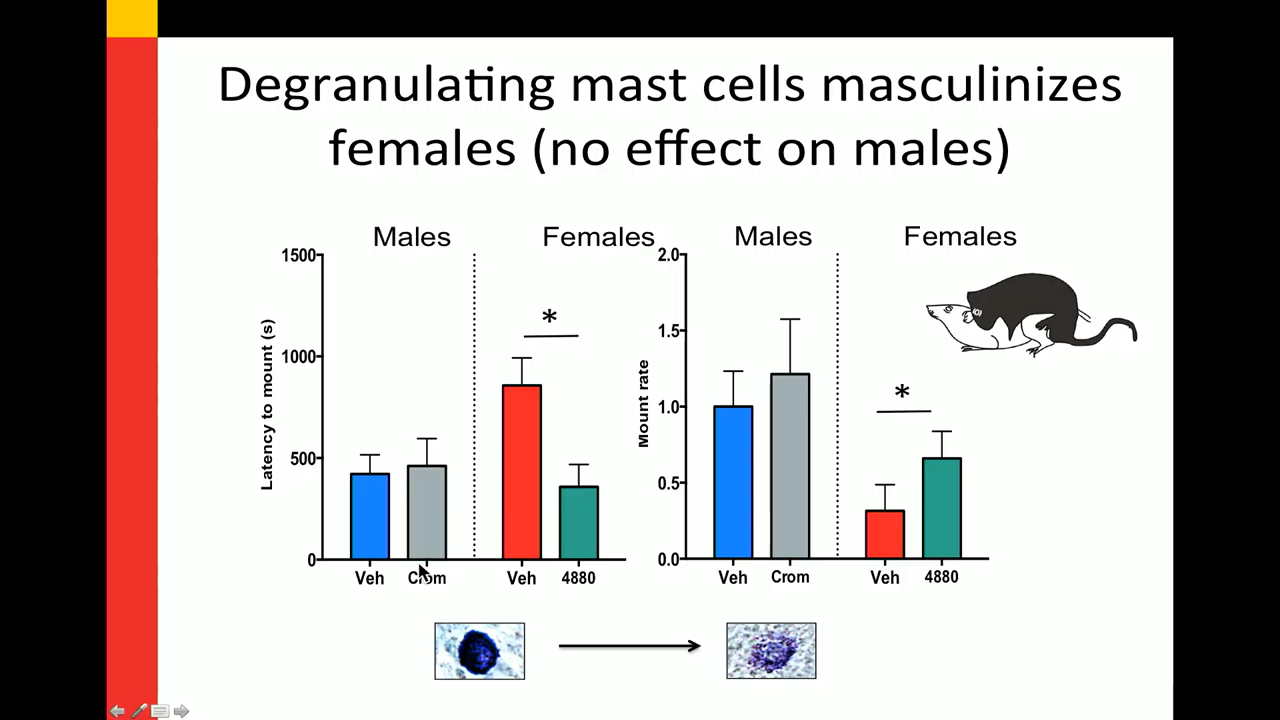 Degranulating mast cells masculinizes
females (no effect on males)
Males
Females
1500
1000
500
0
Latency to mount (s)
*
Veh
Crom
Veh
4880
Males
Females
2.0
1.5
1.0
0.5
0.0
Mount rate
*
Veh
Crom
Veh
4880